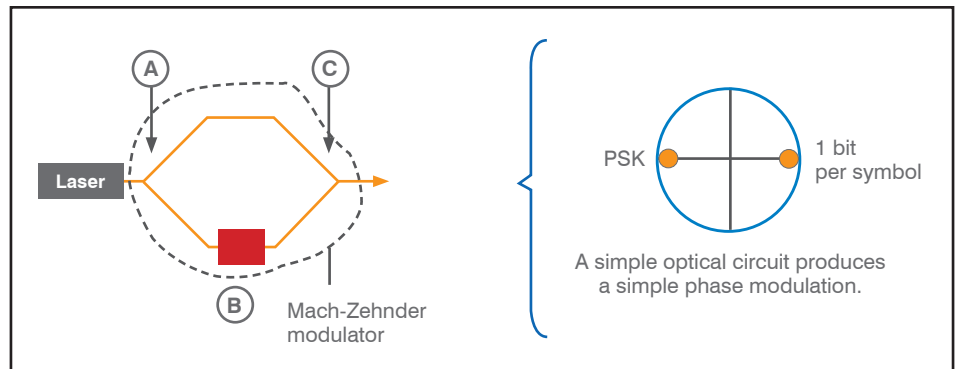 A
C
Laser
B
Mach-Zehnder
modulator
PSK
1 bit
per symbol
A simple optical circuit produces
a simple phase modulation.